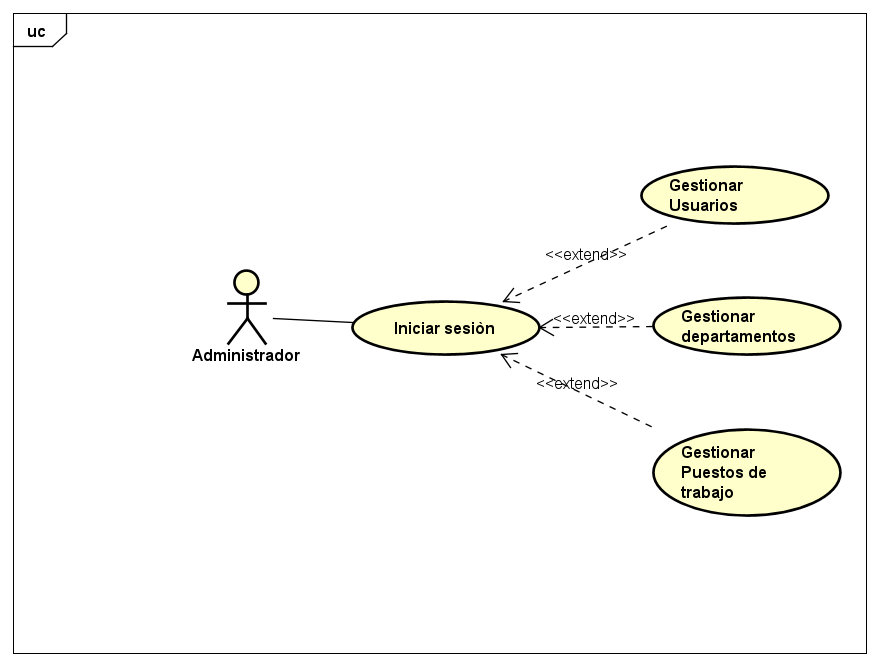 uc
Gestionar
Usuarios
<<extend>>
<<extend>>
Gestionar
departamentos
Iniciar sesiòn
Administrador
<<extend>>
Gestionar
Puestos de
trabajo